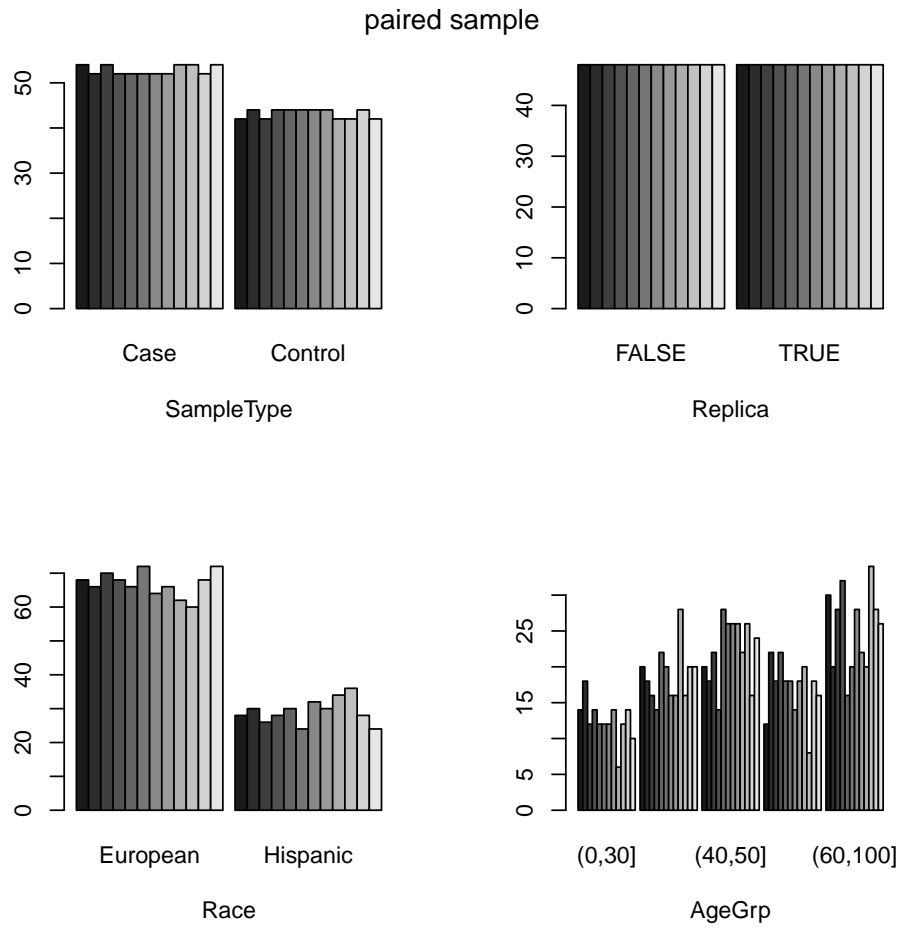 paired sample
50
30
10
0
Case Control
SampleType
40
30
20
10
0
FALSE TRUE
Replica
60
40
20
0
European Hispanic
Race
25
15
5
0
(0,30] (40,50] (60,100]
AgeGrp